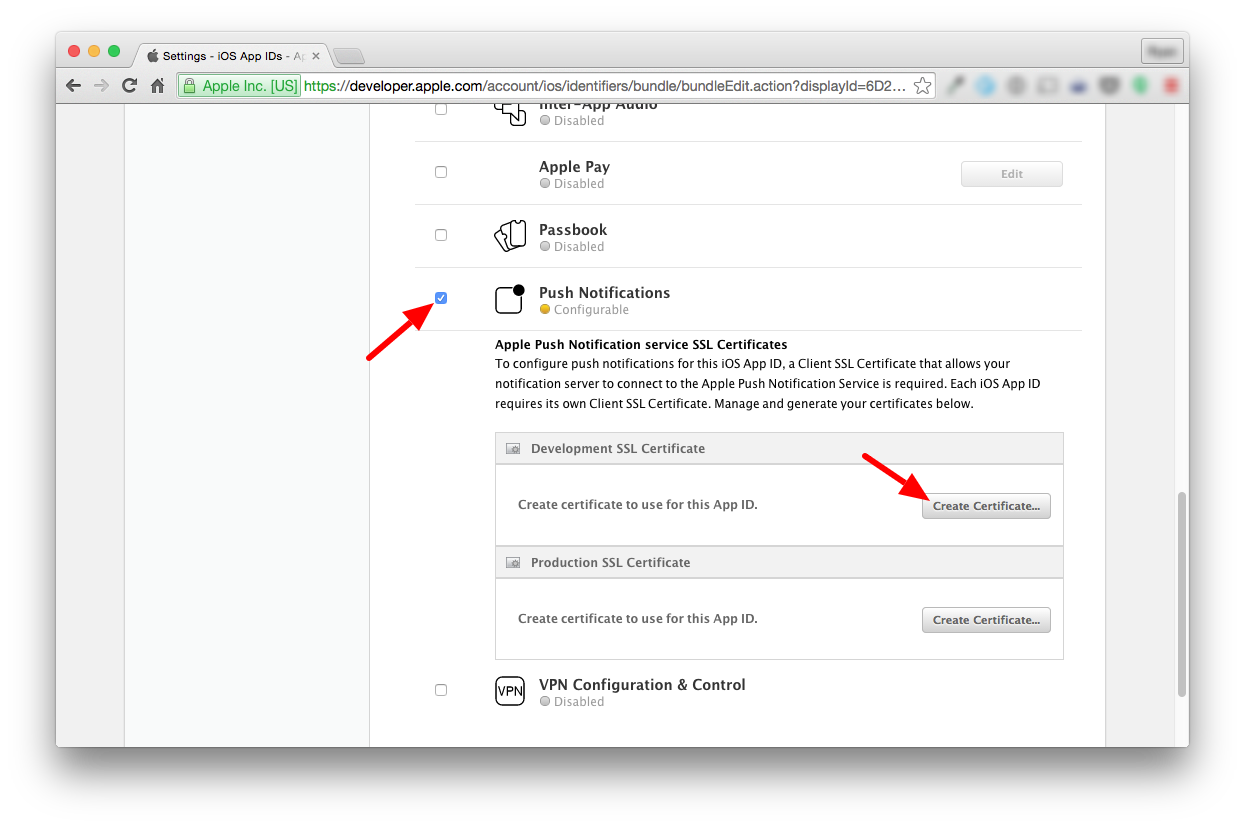 Settings - iOS App IDs - Ap
Apple Inc. [US] https://developer.apple.com/account/ios/identifiers/bundle/bundleEdit.action?displayId=6D2...
Inter-App Audio
Disabled
Apple Pay
Disabled
Edit
Passbook
Disabled
Push Notifications
Configurable
Apple Push Notification service SSL Certificates
To configure push notifications for this iOS App ID, a Client SSL Certificate that allows your
notification server to connect to the Apple Push Notification Service is required. Each iOS App ID
requires its own Client SSL Certificate. Manage and generate your certificates below.
Development SSL Certificate
Create certificate to use for this App ID.
Create Certificate...
Production SSL Certificate
Create certificate to use for this App ID.
Create Certificate...
VPN
VPN Configuration & Control
Disabled